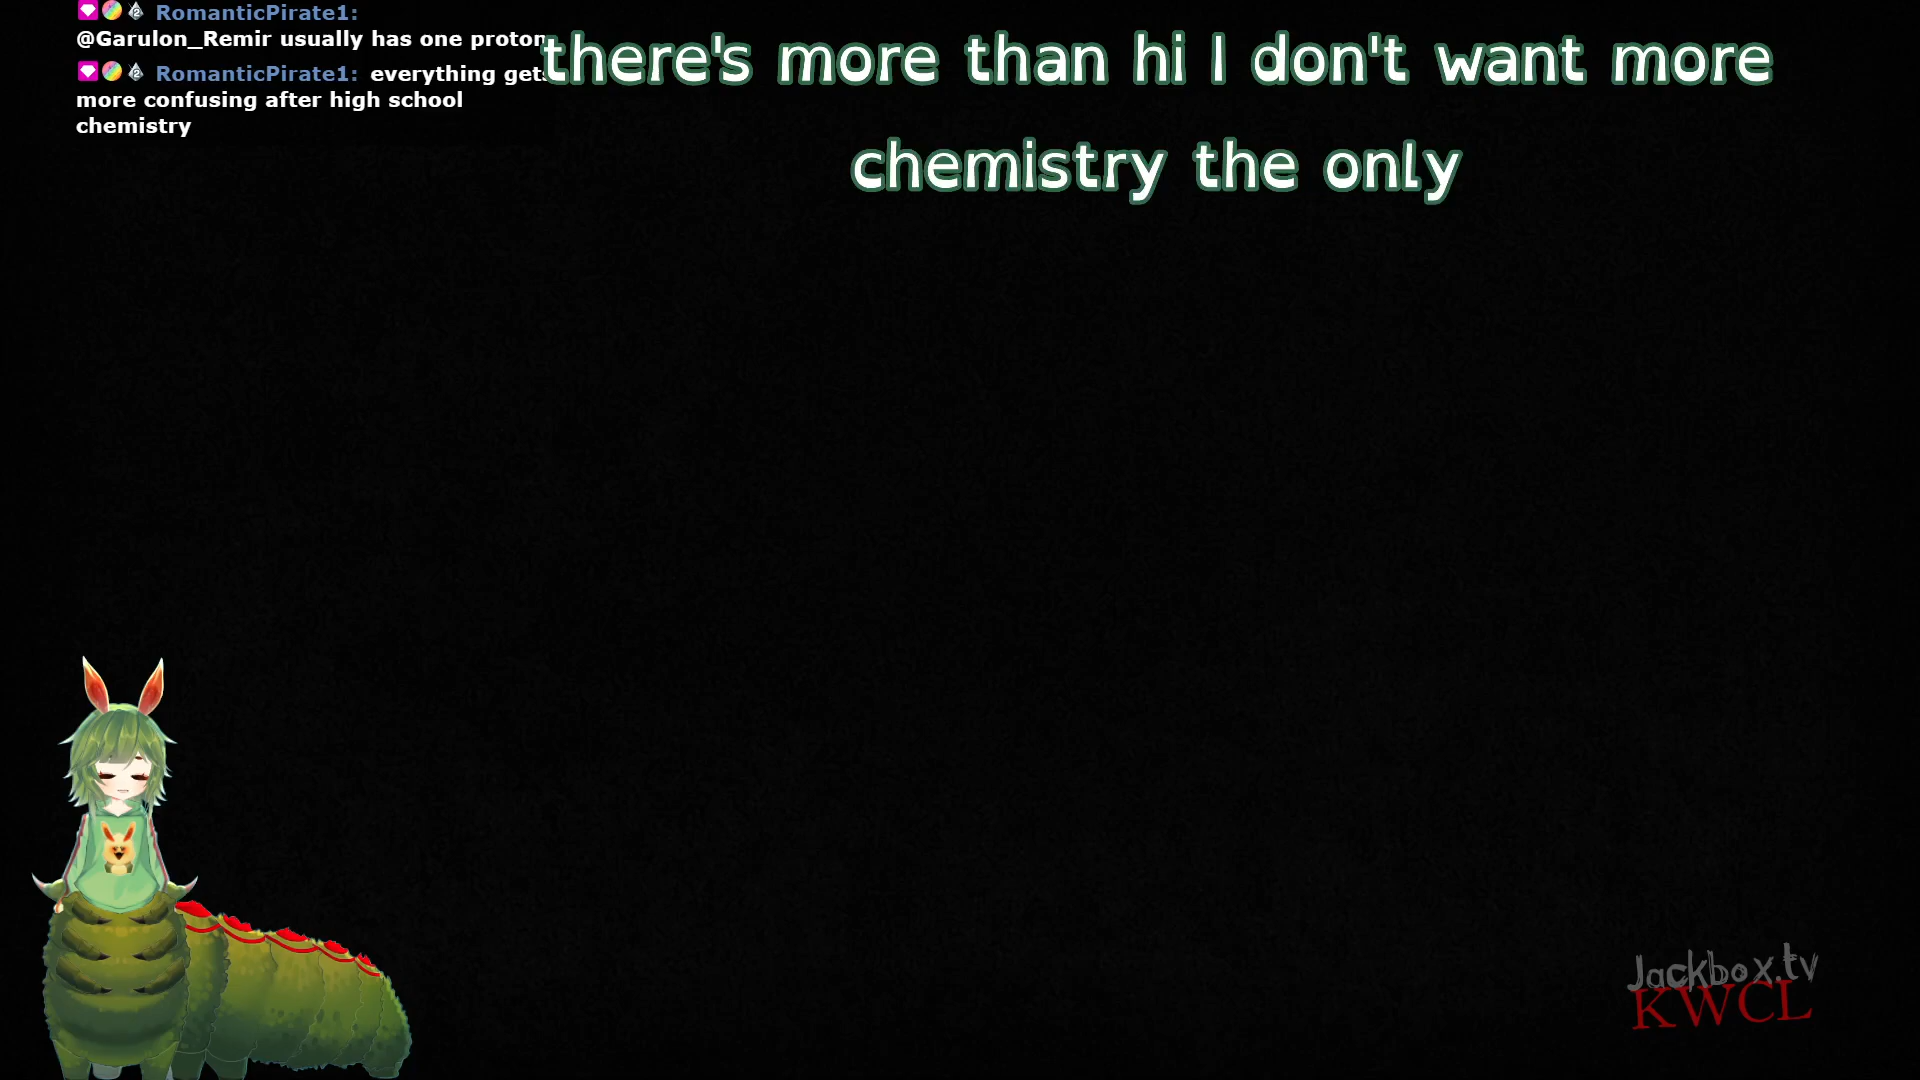 RomanticPirate1:
@Garulon_Remir usually has one proton
RomanticPirate1: everything gets
more confusing after high school
chemistry
there's more than hi I don't want more
chemistry the only
Jackbox.tv
KWCL